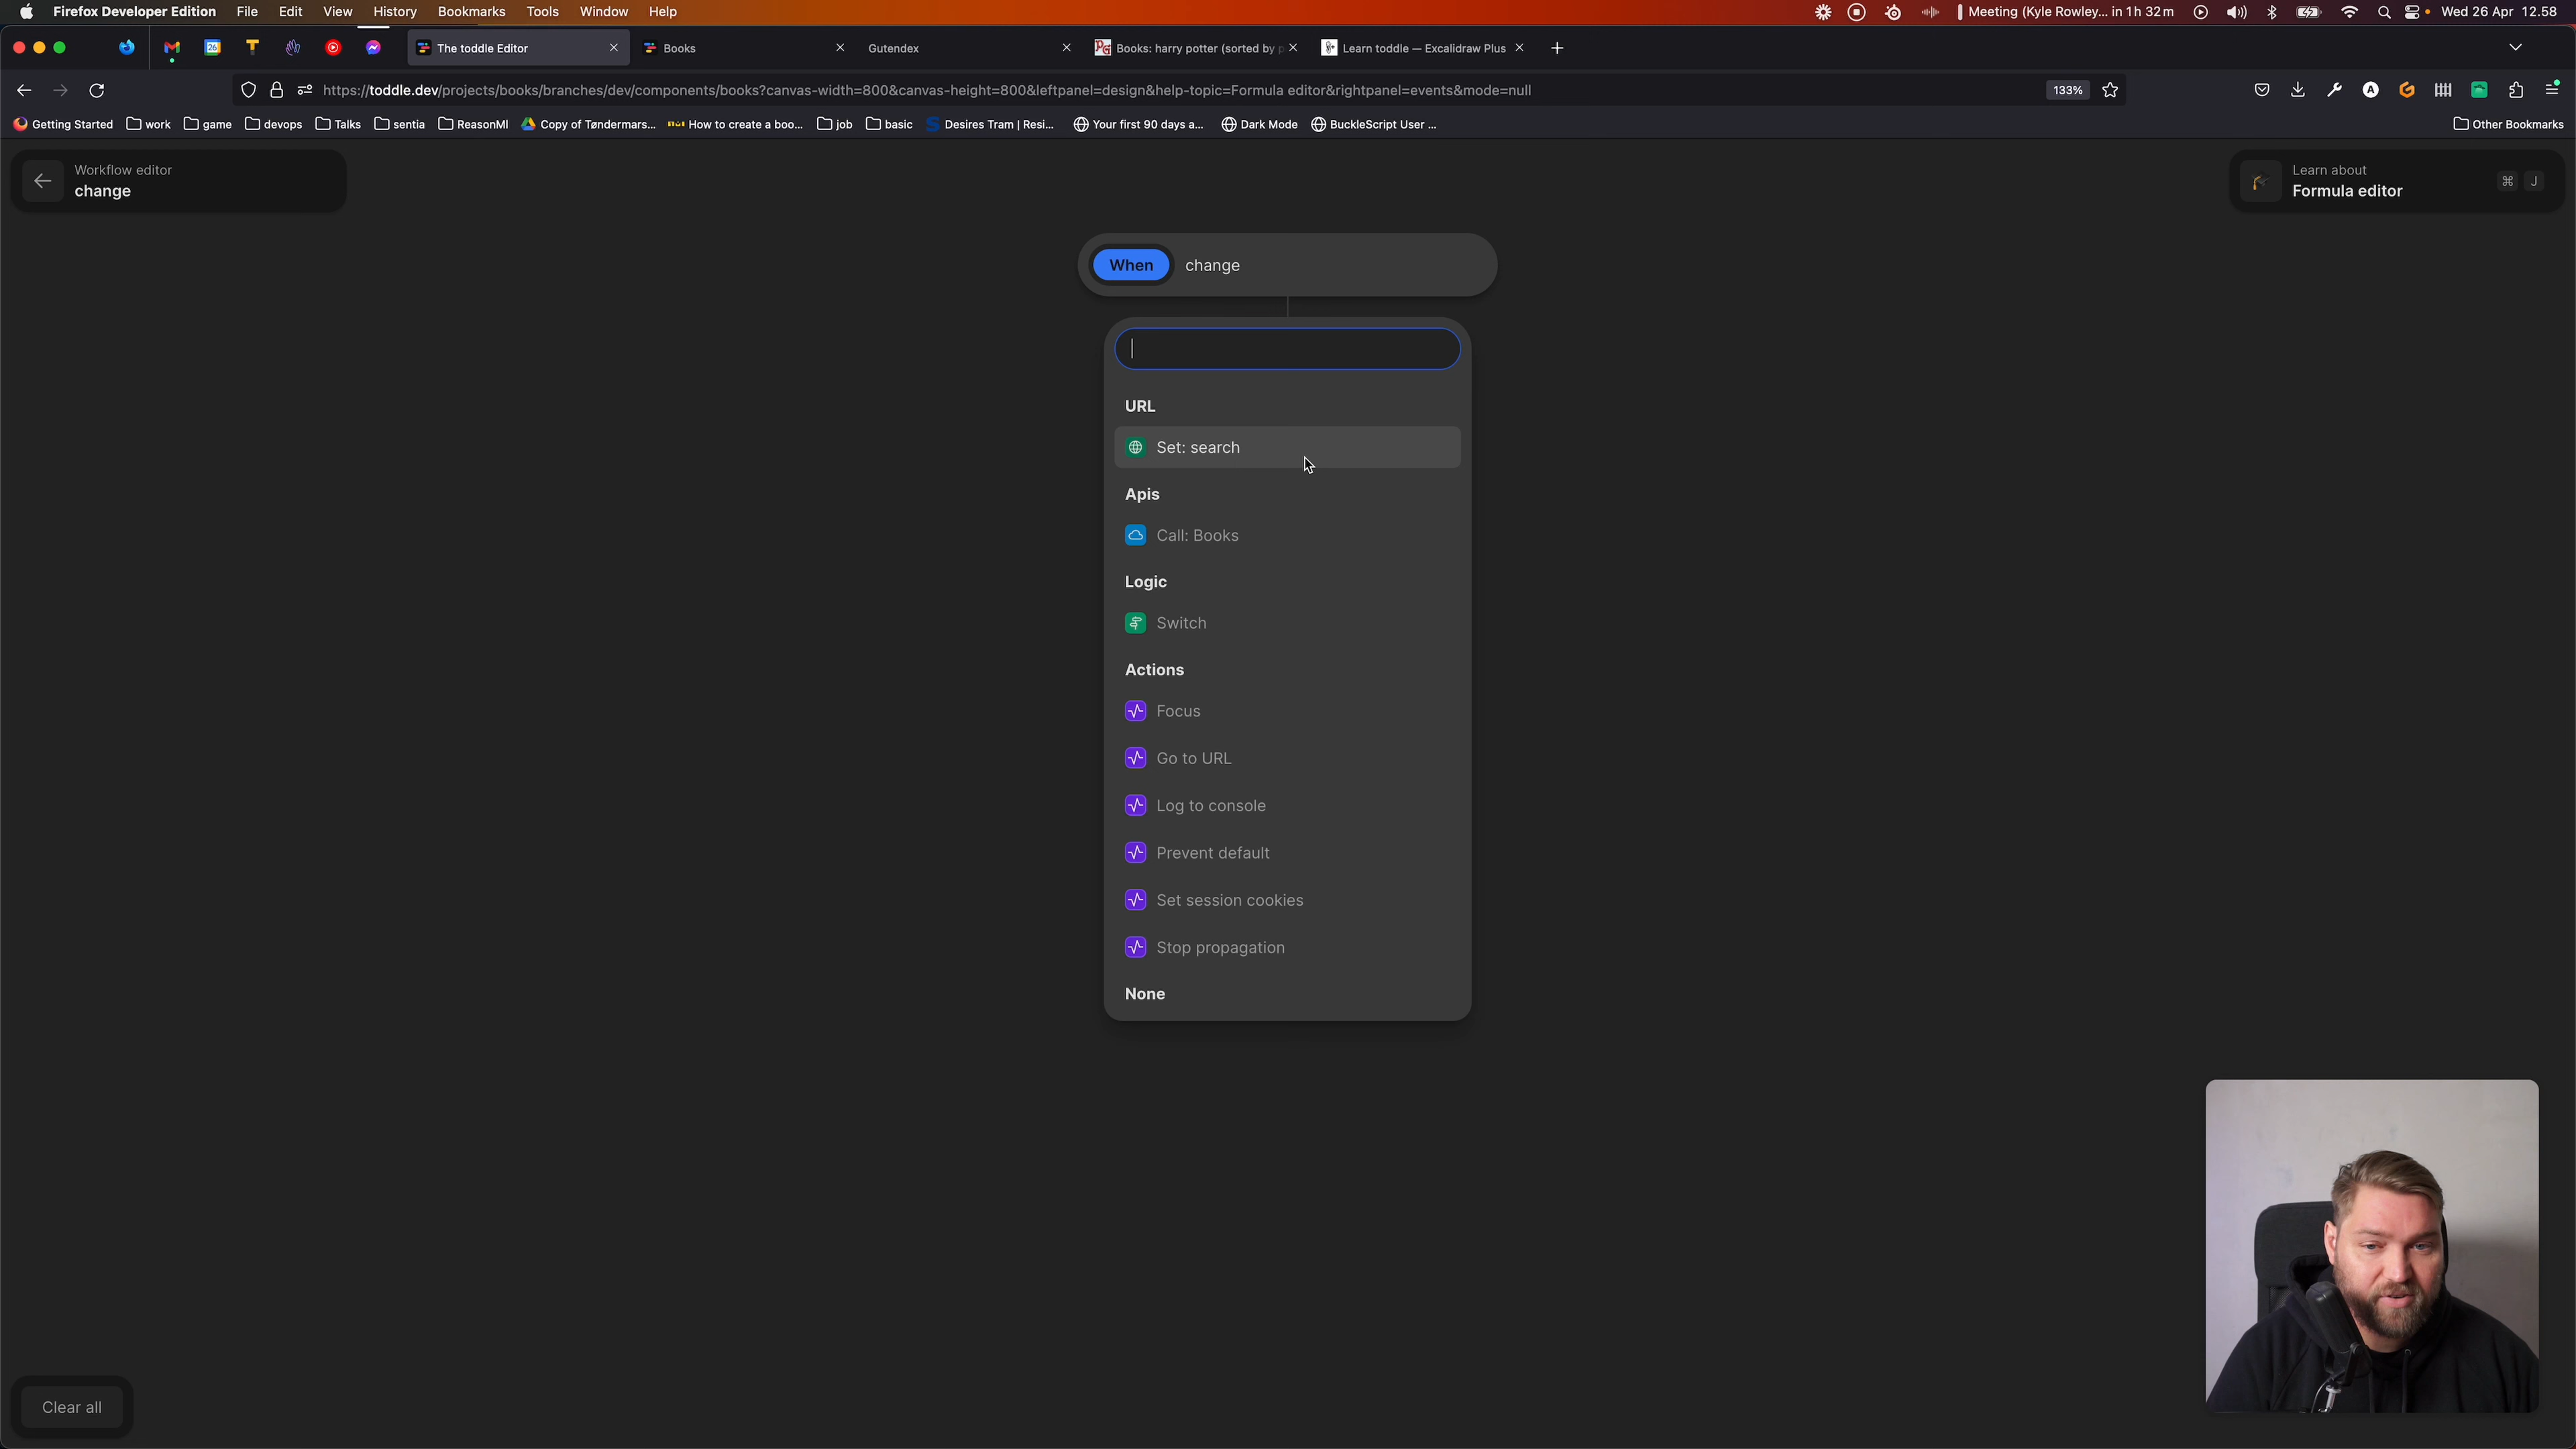 Firefox Developer Edition File Edit View History Bookmarks Tools Window Help Meeting (Kyle Rowley... in 1 h 32 m Wed 26 Apr 12.58
26 The toddle Editor Books Gutendex Books: harry potter (sorted by p Learn toddle — Excalidraw Plus
https://toddle.dev/projects/books/branches/dev/components/books?canvas-width=800&canvas-height=800&leftpanel=design&help-topic=Formula editor&rightpanel=events&mode=null 133%
Getting Started work game devops Talks sentia ReasonMl Copy of Tøndermars... How to create a boo... job basic Desires Tram | Resi... Your first 90 days a... Dark Mode BuckleScript User ... Other Bookmarks
Workflow editor
change
Learn about
Formula editor
⌘ J
When change
URL
Set: search
Apis
Call: Books
Logic
Switch
Actions
Focus
Go to URL
Log to console
Prevent default
Set session cookies
Stop propagation
None
Clear all